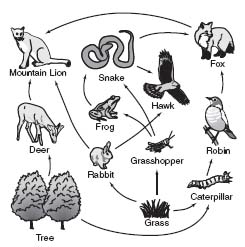 Mountain Lion
Snake
Fox
Hawk
Frog
Deer
Rabbit
Grasshopper
Robin
Tree
Grass
Caterpillar